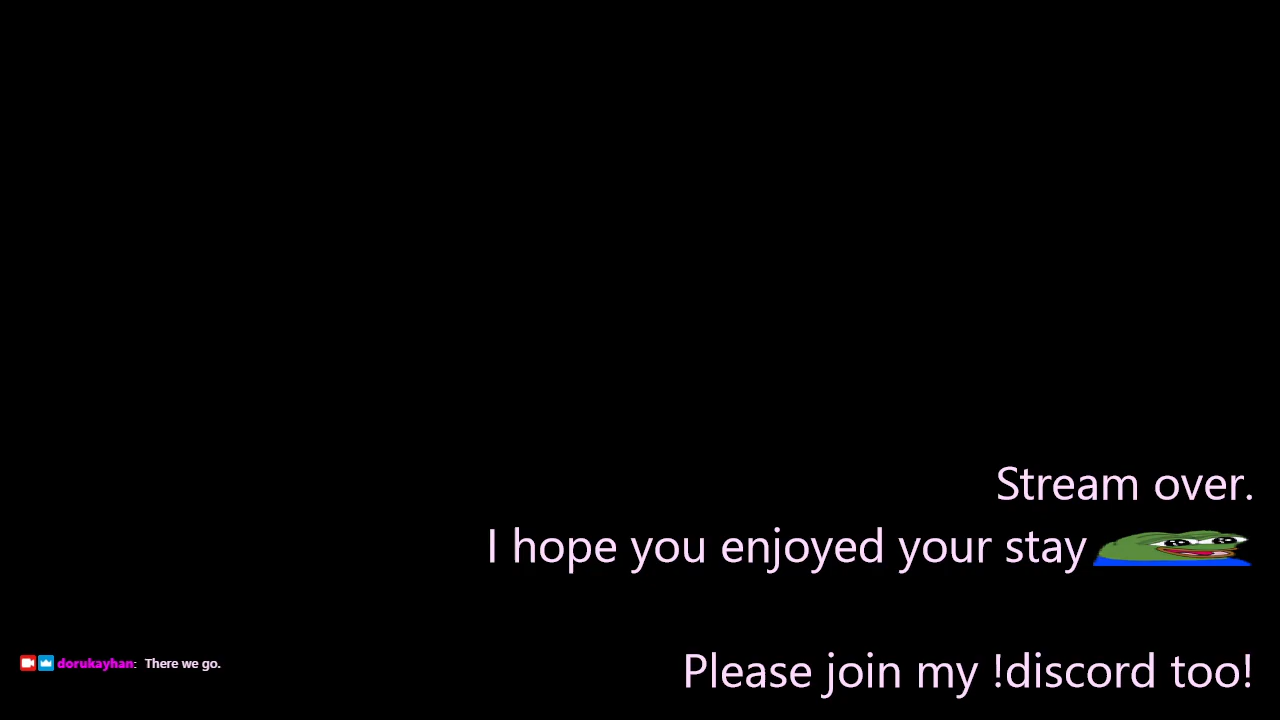 Stream over.
I hope you enjoyed your stay
dorukayhan: There we go.
Please join my !discord too!